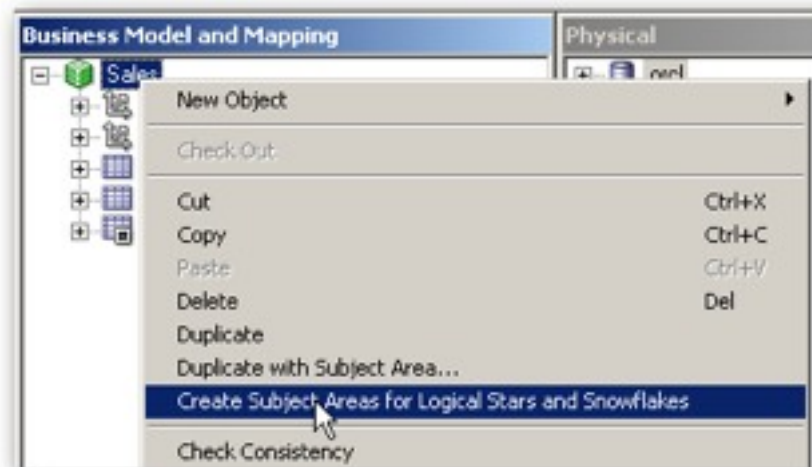 Business Model and Mapping
Physical
Sales
orcl
New Object
Check Out
Cut Ctrl+X
Copy Ctrl+C
Paste Ctrl+V
Delete Del
Duplicate
Duplicate with Subject Area...
Create Subject Areas for Logical Stars and Snowflakes
Check Consistency